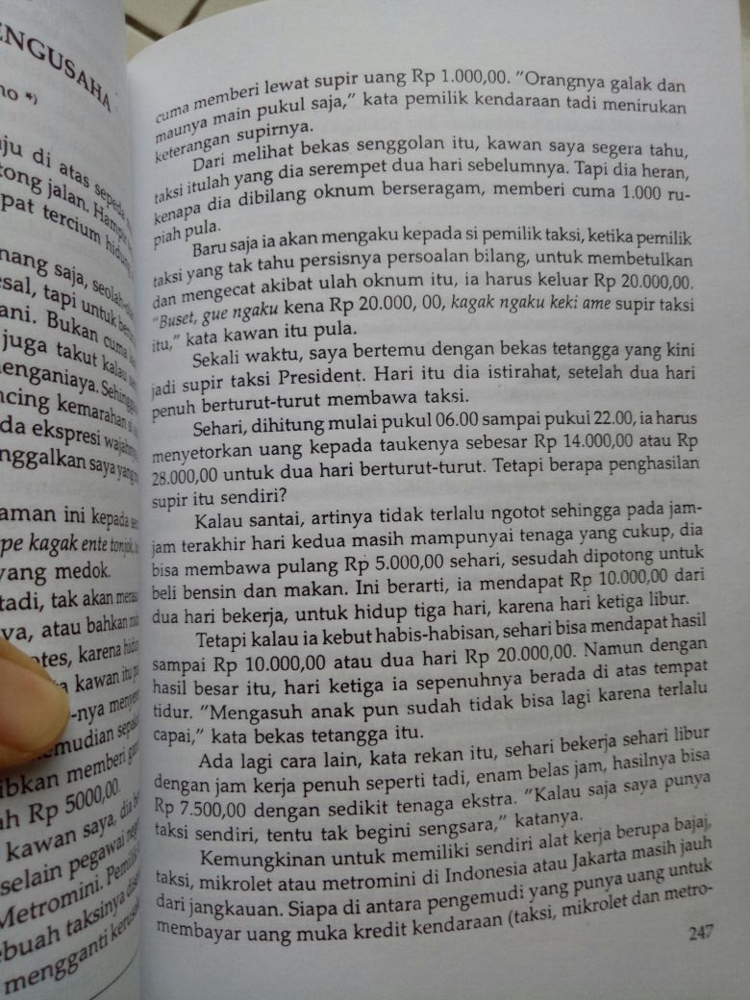 ENGUSAHA
no *)
ju di atas sepeda
tong jalan.
pat tercium
nang saja,
sal, tapi untuk
ani. Bukan cuma
juga takut kalau
enganiaya.
ncing kemarahan
da ekspresi
nggalkan saya yang
aman ini kepada
pe kagak ente tonjok,
yang medok.
tadi, tak akan
va, atau bahkan
otes, karena
kawan itu
-nya
emudian
ibkan memberi
ah Rp 5000,00.
kawan saya, dia
selain pegawai
Metromini.
ebuah taksinya
mengganti
cuma memberi lewat supir uang Rp 1.000,00. "Orangnya galak dan
maunya main pukul saja," kata pemilik kendaraan tadi menirukan
keterangan supirnya.
Dari melihat bekas senggolan itu, kawan saya segera tahu,
taksi itulah yang dia serempet dua hari sebelumnya. Tapi dia heran,
kenapa dia dibilang oknum berseragam, memberi cuma 1.000 ru-
piah pula.
Baru saja ia akan mengaku kepada si pemilik taksi, ketika pemilik
taksi yang tak tahu persisnya persoalan bilang, untuk membetulkan
dan mengecat akibat ulah oknum itu, ia harus keluar Rp 20.000,00.
"Buset, gue ngaku kena Rp 20.000, 00, kagak ngaku keki ame supir taksi
itu," kata kawan itu pula.
Sekali waktu, saya bertemu dengan bekas tetangga yang kini
jadi supir taksi President. Hari itu dia istirahat, setelah dua hari
penuh berturut-turut membawa taksi.
Sehari, dihitung mulai pukul 06.00 sampai pukul 22.00, ia harus
menyetorkan uang kepada taukenya sebesar Rp 14.000,00 atau Rp
28.000,00 untuk dua hari berturut-turut. Tetapi berapa penghasilan
supir itu sendiri?
Kalau santai, artinya tidak terlalu ngotot sehingga pada jam-
jam terakhir hari kedua masih mampunyai tenaga yang cukup, dia
bisa membawa pulang Rp 5.000,00 sehari, sesudah dipotong untuk
beli bensin dan makan. Ini berarti, ia mendapat Rp 10.000,00 dari
dua hari bekerja, untuk hidup tiga hari, karena hari ketiga libur.
Tetapi kalau ia kebut habis-habisan, sehari bisa mendapat hasil
sampai Rp 10.000,00 atau dua hari Rp 20.000,00. Namun dengan
hasil besar itu, hari ketiga ia sepenuhnya berada di atas tempat
tidur. "Mengasuh anak pun sudah tidak bisa lagi karena terlalu
capai," kata bekas tetangga itu.
Ada lagi cara lain, kata rekan itu, sehari bekerja sehari libur
dengan jam kerja penuh seperti tadi, enam belas jam, hasilnya bisa
Rp 7.500,00 dengan sedikit tenaga ekstra. "Kalau saja saya punya
taksi sendiri, tentu tak begini sengsara," katanya.
Kemungkinan untuk memiliki sendiri alat kerja berupa bajaj,
taksi, mikrolet atau metromini di Indonesia atau Jakarta masih jauh
dari jangkauan. Siapa di antara pengemudi yang punya uang untuk
membayar uang muka kredit kendaraan (taksi, mikrolet dan metro-
247